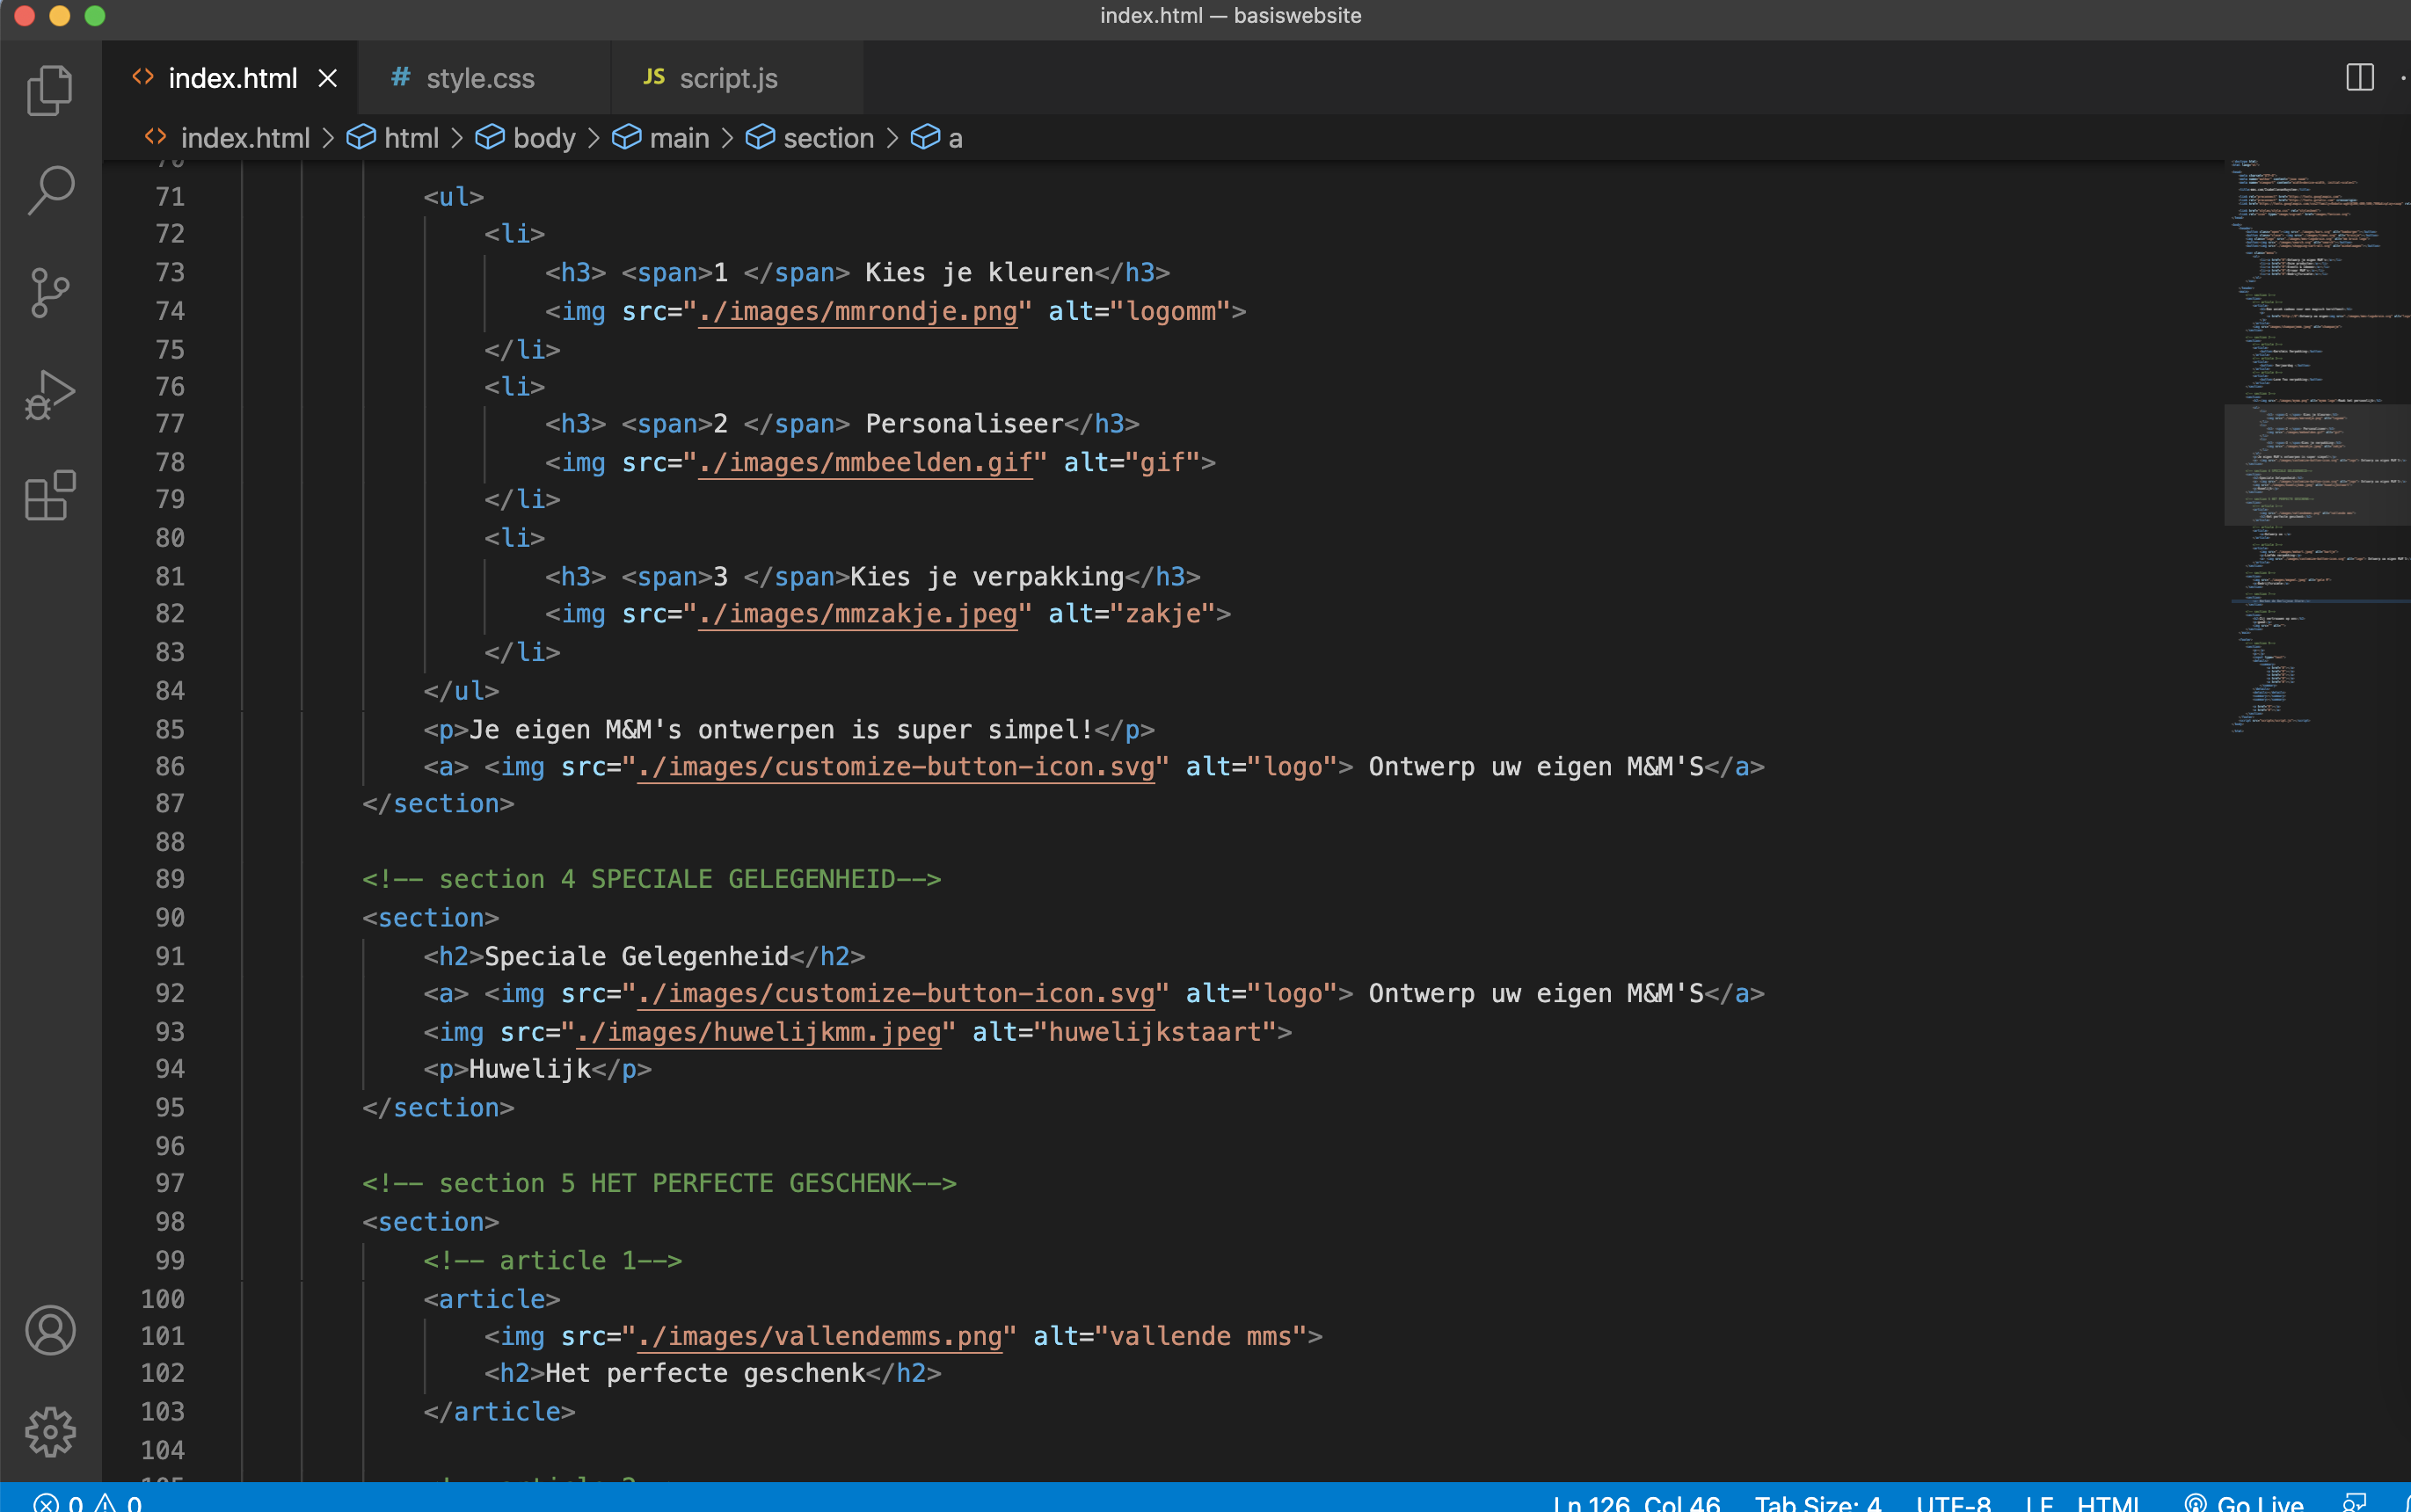 index.html — basiswebsite
index.html
# style.css
JS script.js
index.html > html > body > main > section > a
70
71 <ul>
72 <li>
73 <h3> <span>1 </span> Kies je kleuren</h3>
74 <img src="./images/mmrondje.png" alt="logomm">
75 </li>
76 <li>
77 <h3> <span>2 </span> Personaliseer</h3>
78 <img src="./images/mmbeelden.gif" alt="gif">
79 </li>
80 <li>
81 <h3> <span>3 </span>Kies je verpakking</h3>
82 <img src="./images/mmzakje.jpeg" alt="zakje">
83 </li>
84 </ul>
85 <p>Je eigen M&M's ontwerpen is super simpel!</p>
86 <a> <img src="./images/customize-button-icon.svg" alt="logo"> Ontwerp uw eigen M&M'S</a>
87 </section>
88
89 <!-- section 4 SPECIALE GELEGENHEID-->
90 <section>
91 <h2>Speciale Gelegenheid</h2>
92 <a> <img src="./images/customize-button-icon.svg" alt="logo"> Ontwerp uw eigen M&M'S</a>
93 <img src="./images/huwelijkmm.jpeg" alt="huwelijkstaart">
94 <p>Huwelijk</p>
95 </section>
96
97 <!-- section 5 HET PERFECTE GESCHENK-->
98 <section>
99 <!-- article 1-->
100 <article>
101 <img src="./images/vallendemms.png" alt="vallende mms">
102 <h2>Het perfecte geschenk</h2>
103 </article>
104
0 0 Ln 126, Col 46 Tab Size: 4 UTF-8 LF HTML Go Live